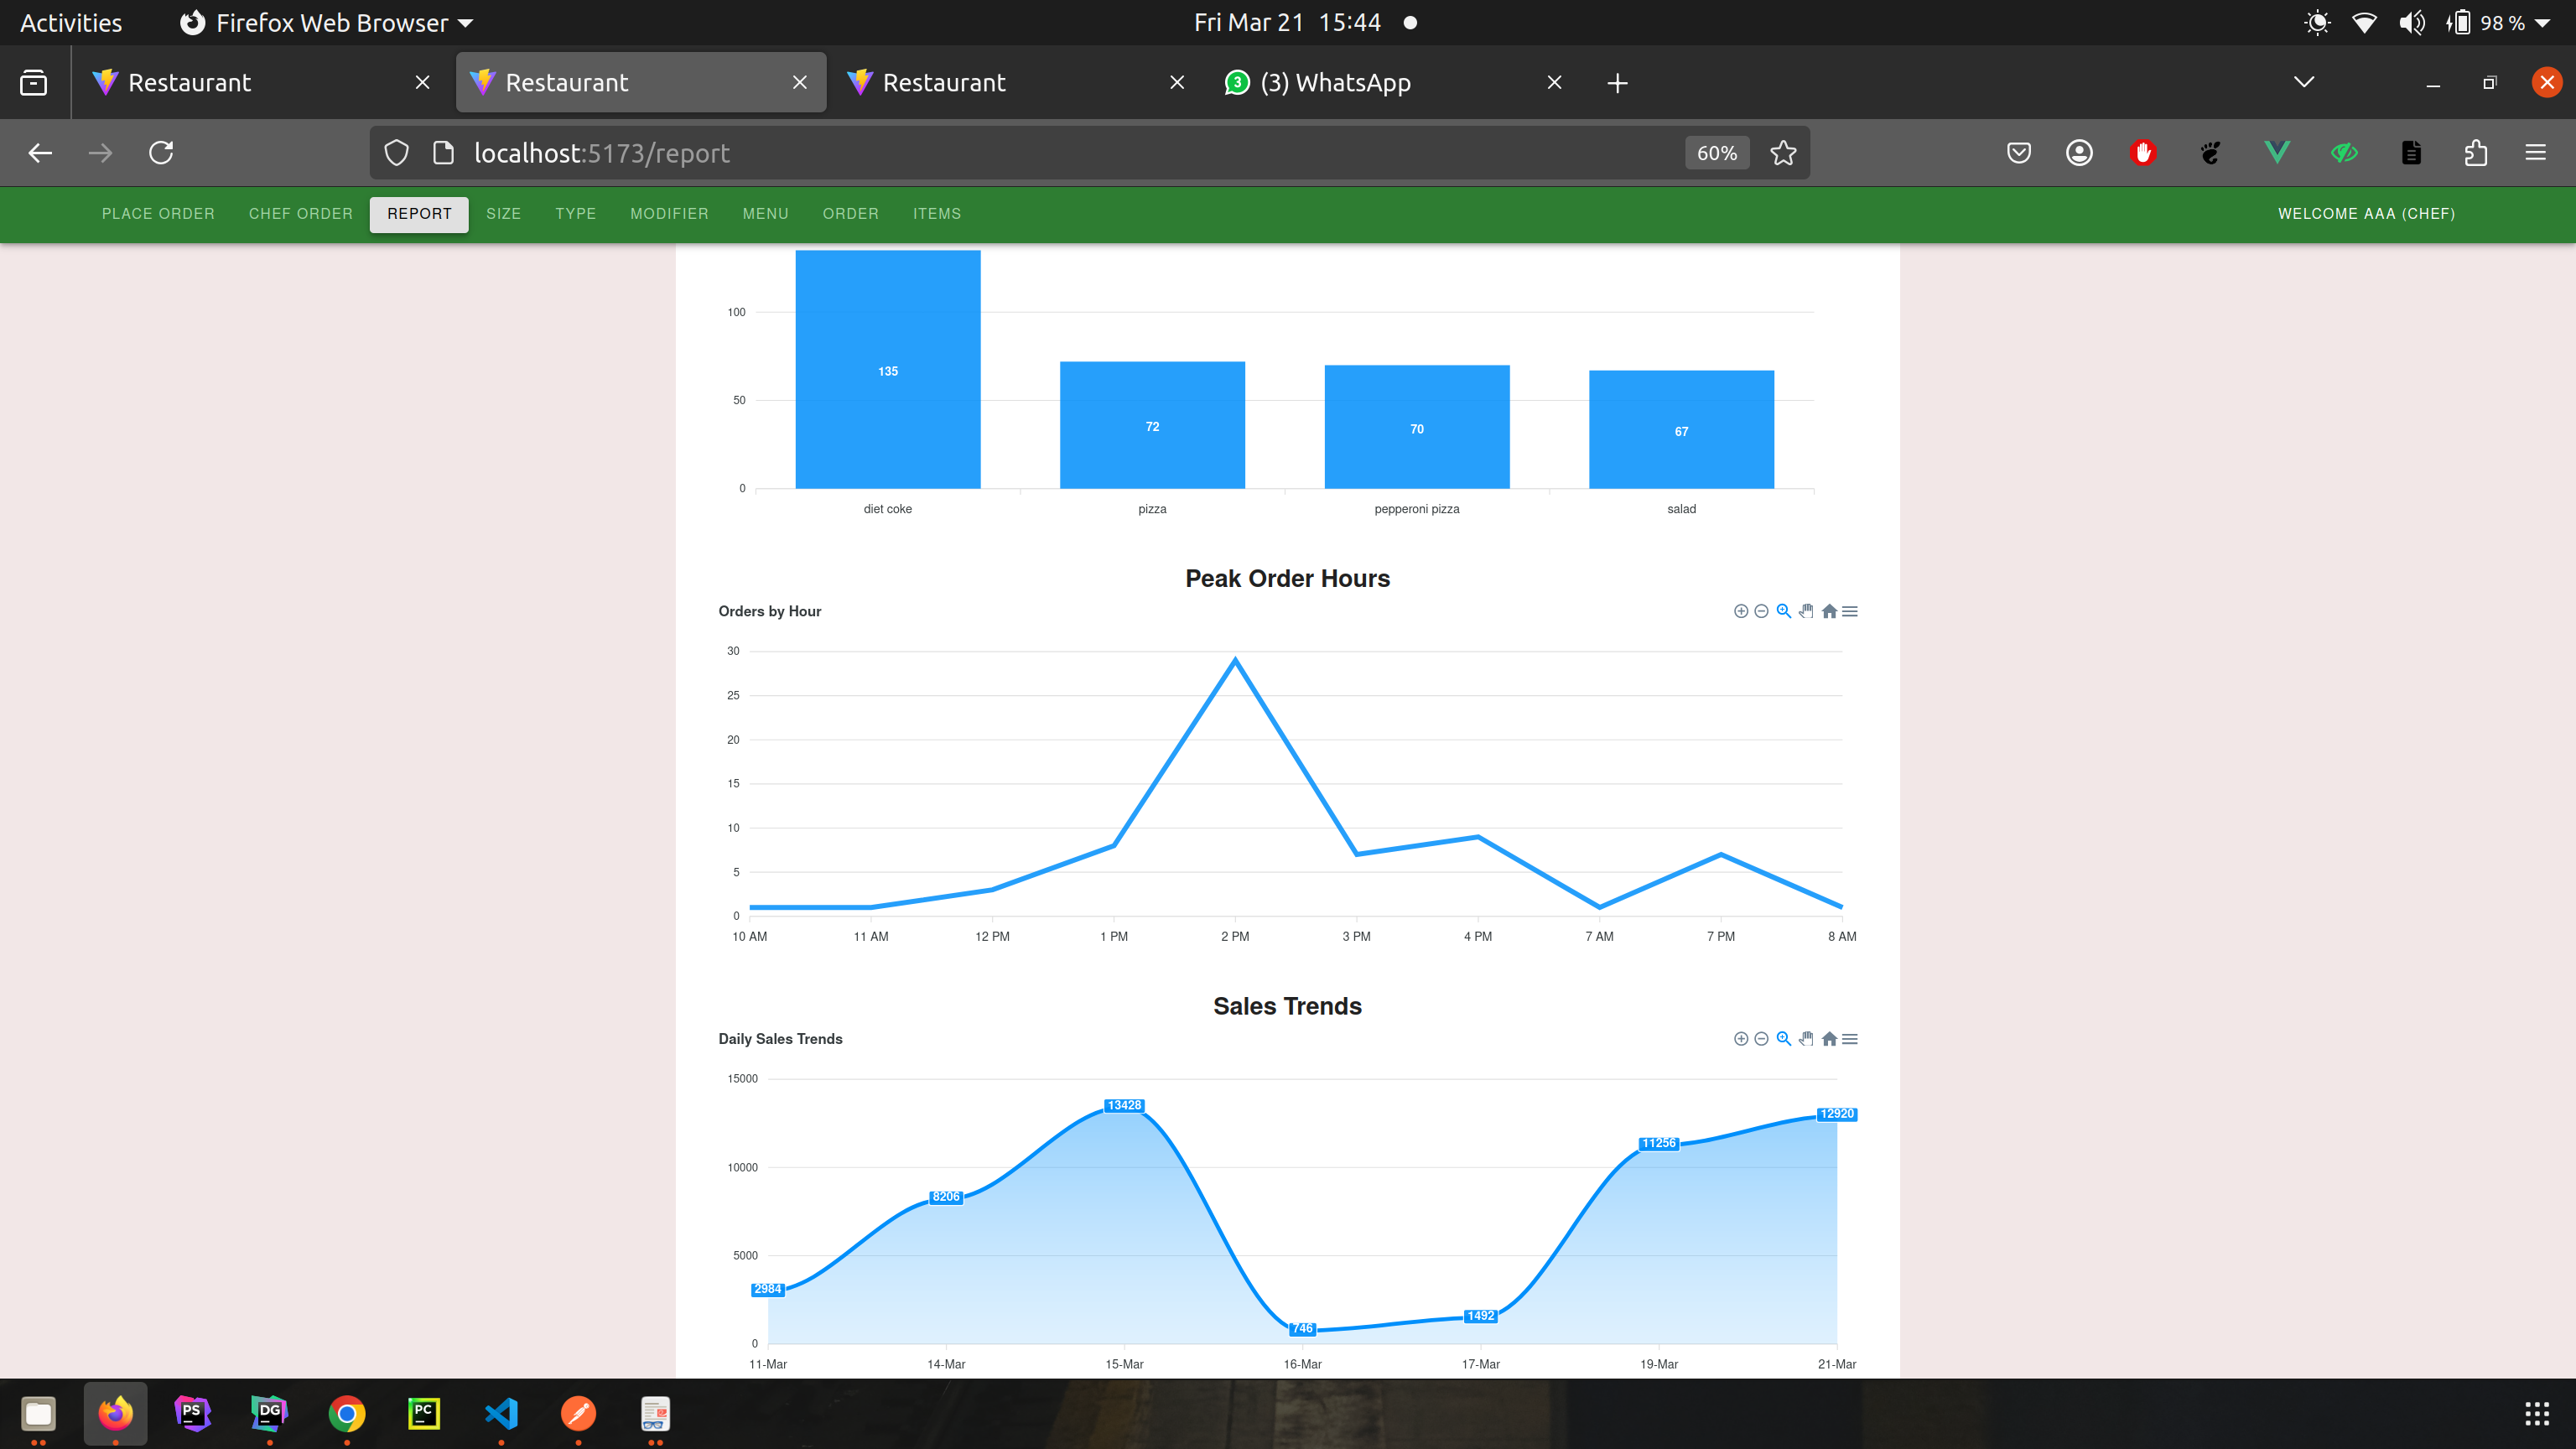 Activities Firefox Web Browser Fri Mar 21 15:44 98 %
Restaurant Restaurant Restaurant 3 (3) WhatsApp
localhost:5173/report 60%
PLACE ORDER CHEF ORDER REPORT SIZE TYPE MODIFIER MENU ORDER ITEMS WELCOME AAA (CHEF)
100
135
50
72 70 67
0
diet coke pizza pepperoni pizza salad
Peak Order Hours
Orders by Hour
30
25
20
15
10
5
0
10 AM 11 AM 12 PM 1 PM 2 PM 3 PM 4 PM 7 AM 7 PM 8 AM
Sales Trends
Daily Sales Trends
15000
13428
12920
11256
10000
8206
5000
2984
1492
746
0
11-Mar 14-Mar 15-Mar 16-Mar 17-Mar 19-Mar 21-Mar
PS DG PC